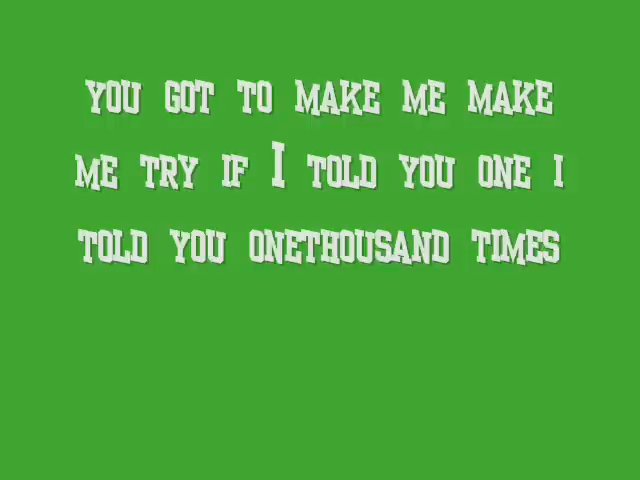 you got to make me make
me try if I told you one i
told you onethousand times